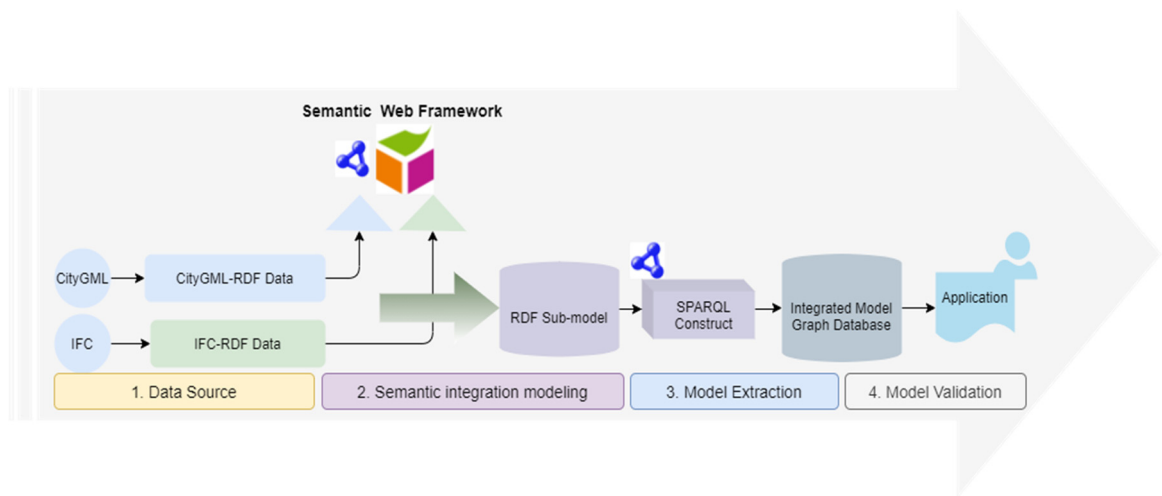 Semantic Web Framework
CityGML
CityGML-RDF Data
IFC
IFC-RDF Data
RDF Sub-model
SPARQL
Construct
Integrated Model
Graph Database
Application
1. Data Source
2. Semantic integration modeling
3. Model Extraction
4. Model Validation